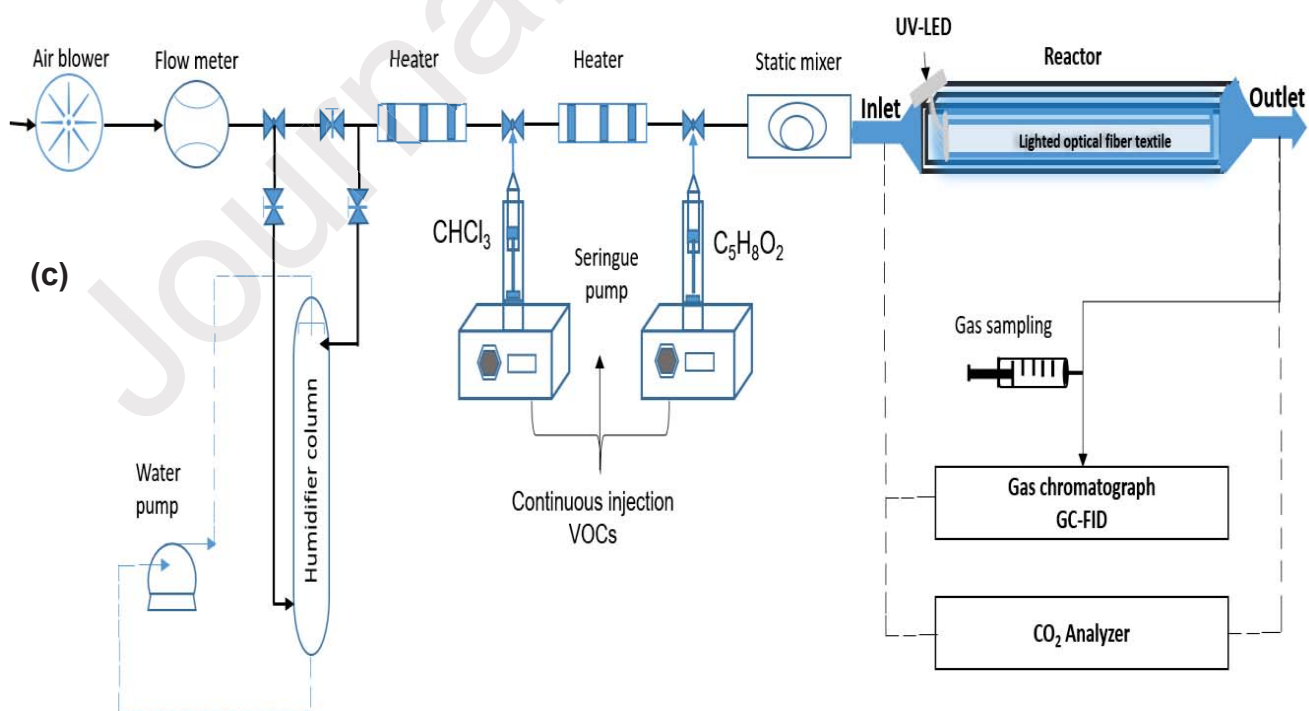 Journal
UV-LED
Air blower
Flow meter
Heater
Heater
Static mixer
Reactor
Inlet
Outlet
Lighted optical fiber textile
CHCl₃
C₅H₈O₂
Seringue
pump
(c)
Gas sampling
Humidifier column
Water
pump
Continuous injection
VOCs
Gas chromatograph
GC-FID
CO₂ Analyzer